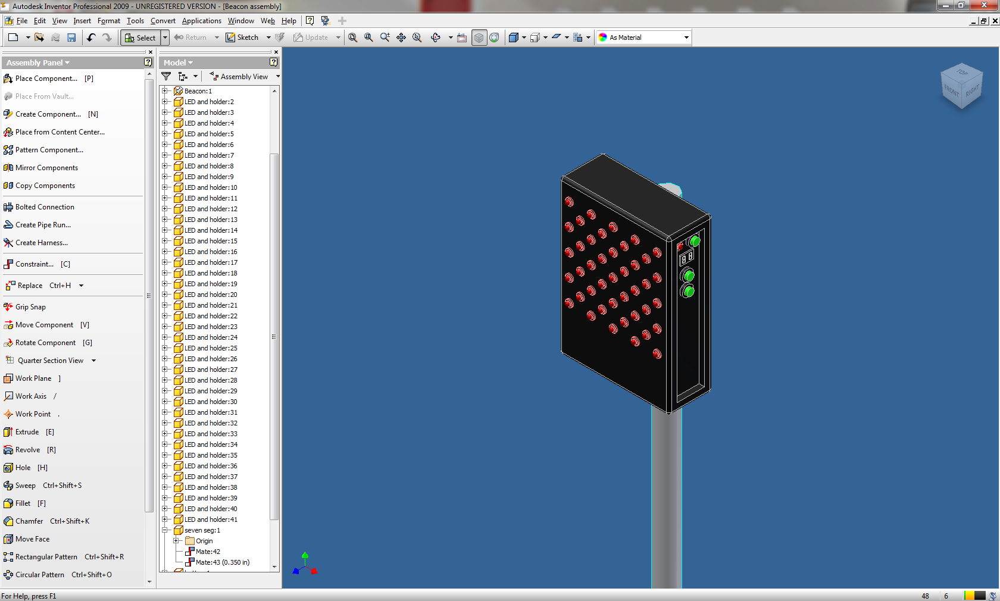 Autodesk Inventor Professional 2009 - UNREGISTERED VERSION - [Beacon assembly]
File Edit View Insert Format Tools Convert Applications Window Web Help
Select Return Sketch Update As Material
Assembly Panel
Place Component... [P]
Place From Vault...
Create Component... [N]
Place from Content Center...
Pattern Component...
Mirror Components
Copy Components
Bolted Connection
Create Pipe Run...
Create Harness...
Constraint... [C]
Replace Ctrl+H
Grip Snap
Move Component [V]
Rotate Component [G]
Quarter Section View
Work Plane ]
Work Axis /
Work Point .
Extrude [E]
Revolve [R]
Hole [H]
Sweep Ctrl+Shift+S
Fillet [F]
Chamfer Ctrl+Shift+K
Move Face
Rectangular Pattern Ctrl+Shift+R
Circular Pattern Ctrl+Shift+O
Model
Assembly View
Beacon:1
LED and holder:2
LED and holder:3
LED and holder:4
LED and holder:5
LED and holder:6
LED and holder:7
LED and holder:8
LED and holder:9
LED and holder:10
LED and holder:11
LED and holder:12
LED and holder:13
LED and holder:14
LED and holder:15
LED and holder:16
LED and holder:17
LED and holder:18
LED and holder:19
LED and holder:20
LED and holder:21
LED and holder:22
LED and holder:23
LED and holder:24
LED and holder:25
LED and holder:26
LED and holder:27
LED and holder:28
LED and holder:29
LED and holder:30
LED and holder:31
LED and holder:32
LED and holder:33
LED and holder:34
LED and holder:35
LED and holder:36
LED and holder:37
LED and holder:38
LED and holder:39
LED and holder:40
LED and holder:41
seven seg:1
Origin
Mate:42
Mate:43 (0.350 in)
TOP
FRONT RIGHT
88
For Help, press F1
48 6